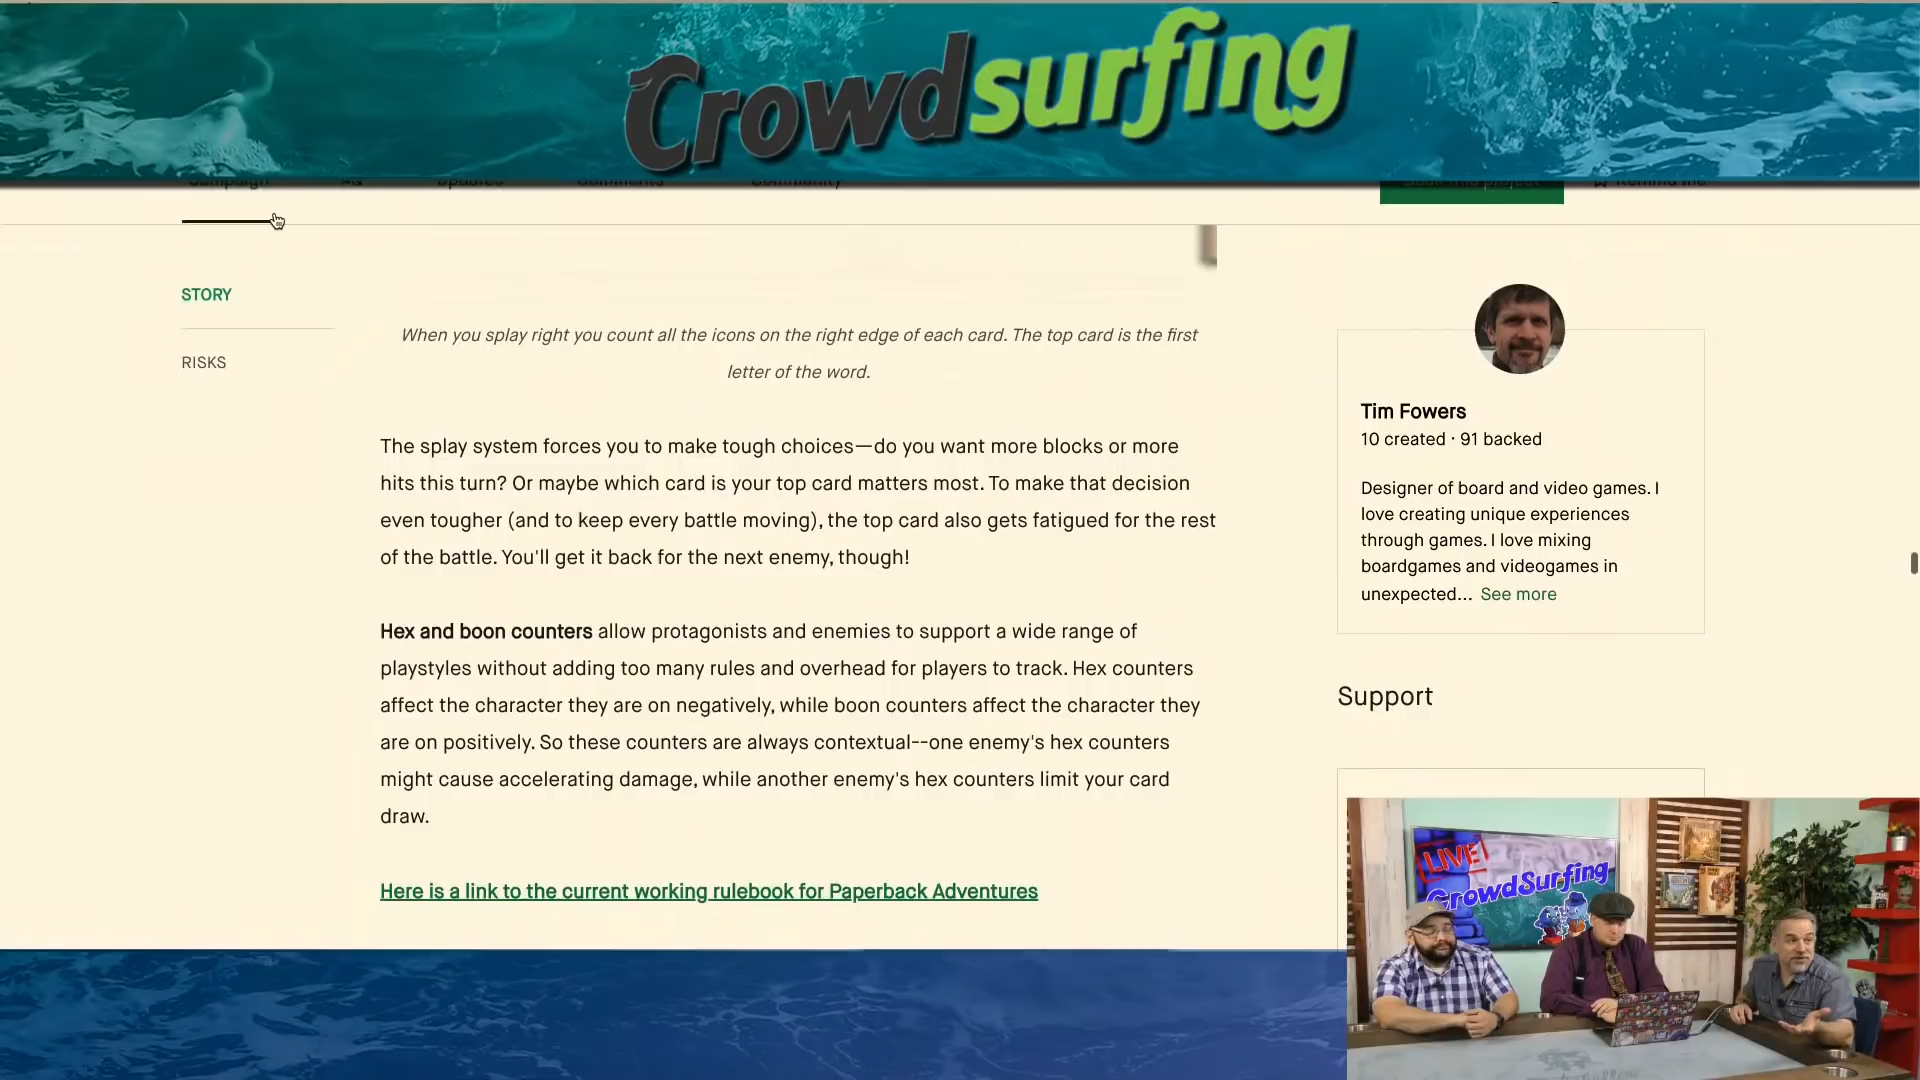 Crowdsurfing
Campaign
FAQ
Updates
Comments
Community
Back this project
Remind me
STORY
RISKS
When you splay right you count all the icons on the right edge of each card. The top card is the first
letter of the word.
The splay system forces you to make tough choices—do you want more blocks or more
hits this turn? Or maybe which card is your top card matters most. To make that decision
even tougher (and to keep every battle moving), the top card also gets fatigued for the rest
of the battle. You'll get it back for the next enemy, though!
Hex and boon counters allow protagonists and enemies to support a wide range of
playstyles without adding too many rules and overhead for players to track. Hex counters
affect the character they are on negatively, while boon counters affect the character they
are on positively. So these counters are always contextual--one enemy's hex counters
might cause accelerating damage, while another enemy's hex counters limit your card
draw.
Here is a link to the current working rulebook for Paperback Adventures
Tim Fowers
10 created · 91 backed
Designer of board and video games. I
love creating unique experiences
through games. I love mixing
boardgames and videogames in
unexpected... See more
Support
LIVE
CrowdSurfing